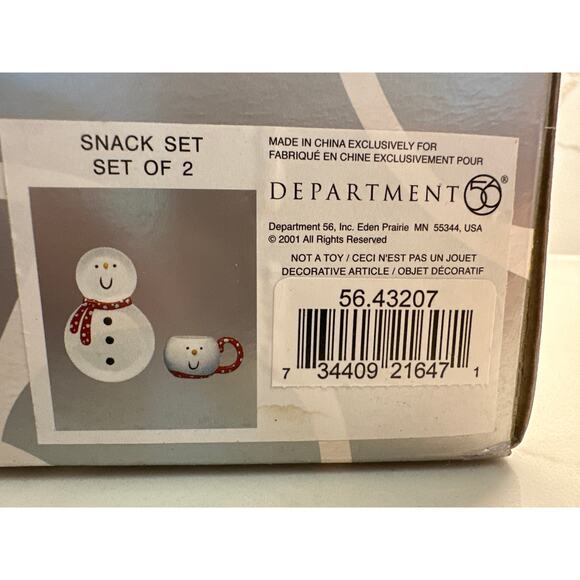 SNACK SET
SET OF 2
MADE IN CHINA EXCLUSIVELY FOR
FABRIQUÉ EN CHINE EXCLUSIVEMENT POUR
DEPARTMENT 56®
Department 56, Inc. Eden Prairie MN 55344, USA
© 2001 All Rights Reserved
NOT A TOY / CECI N'EST PAS UN JOUET
DECORATIVE ARTICLE / OBJET DÉCORATIF
56.43207
7 34409 21647 1